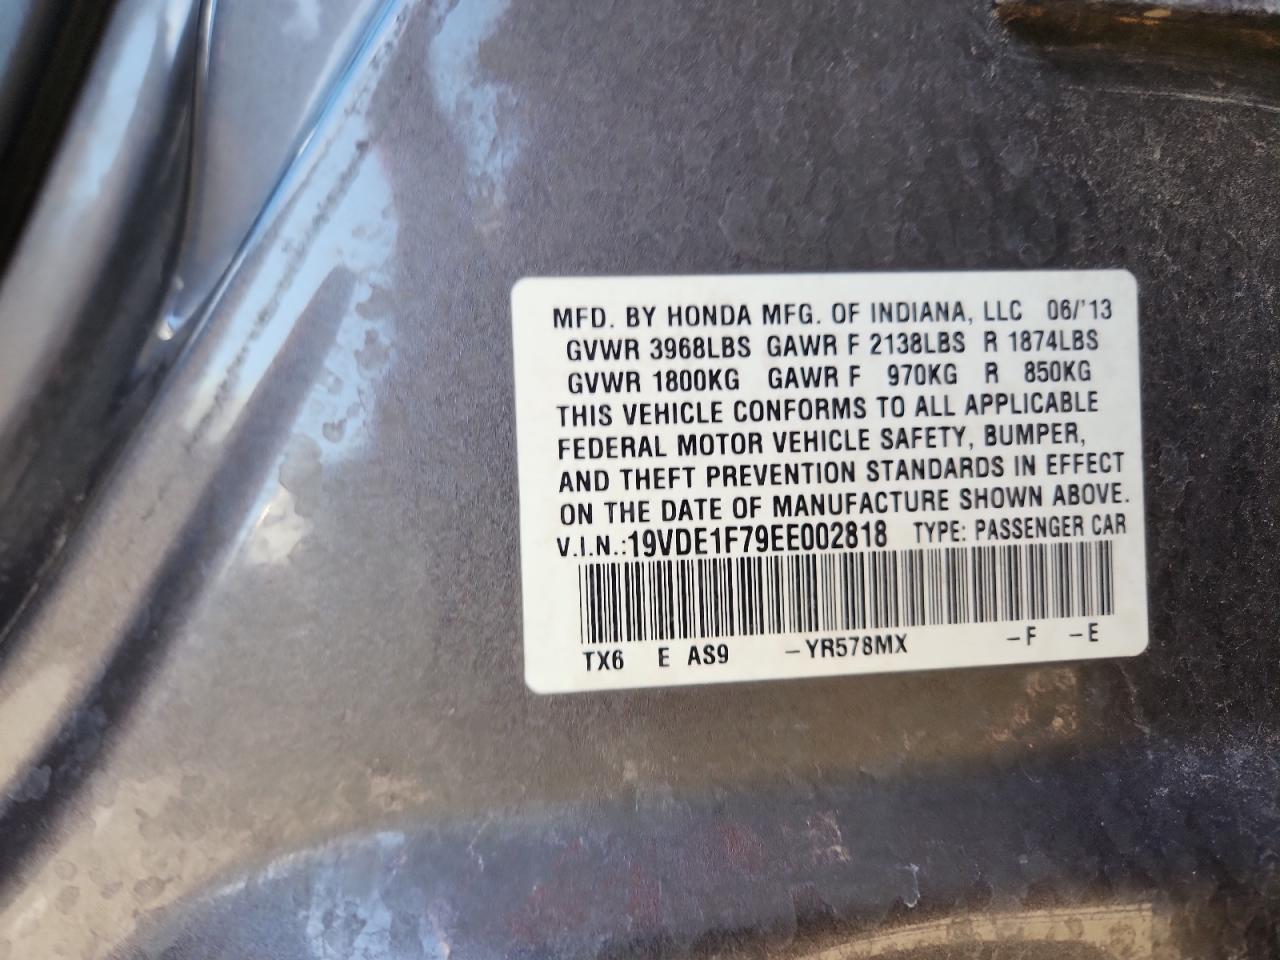 MFD. BY HONDA MFG. OF INDIANA, LLC 06/'13
GVWR 3968LBS GAWR F 2138LBS R 1874LBS
GVWR 1800KG GAWR F 970KG R 850KG
THIS VEHICLE CONFORMS TO ALL APPLICABLE
FEDERAL MOTOR VEHICLE SAFETY, BUMPER,
AND THEFT PREVENTION STANDARDS IN EFFECT
ON THE DATE OF MANUFACTURE SHOWN ABOVE.
V.I.N.:19VDE1F79EE002818 TYPE: PASSENGER CAR
TX6 E AS9 -YR578MX -F -E